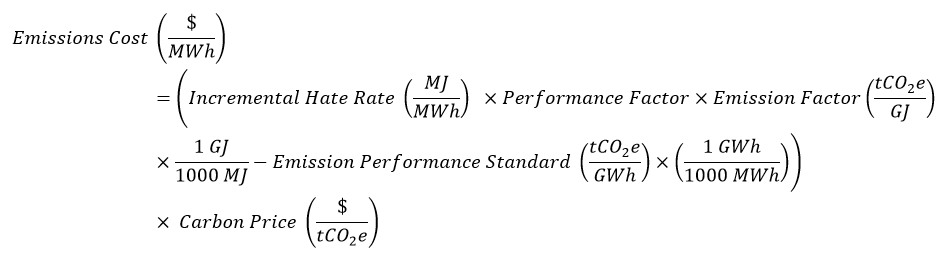 Emissions Cost ($/MWh)
= (Incremental Hate Rate (MJ/MWh) × Performance Factor × Emission Factor (tCO₂e/GJ)
× 1 GJ/1000 MJ − Emission Performance Standard (tCO₂e/GWh) × (1 GWh/1000 MWh))
× Carbon Price ($/tCO₂e)